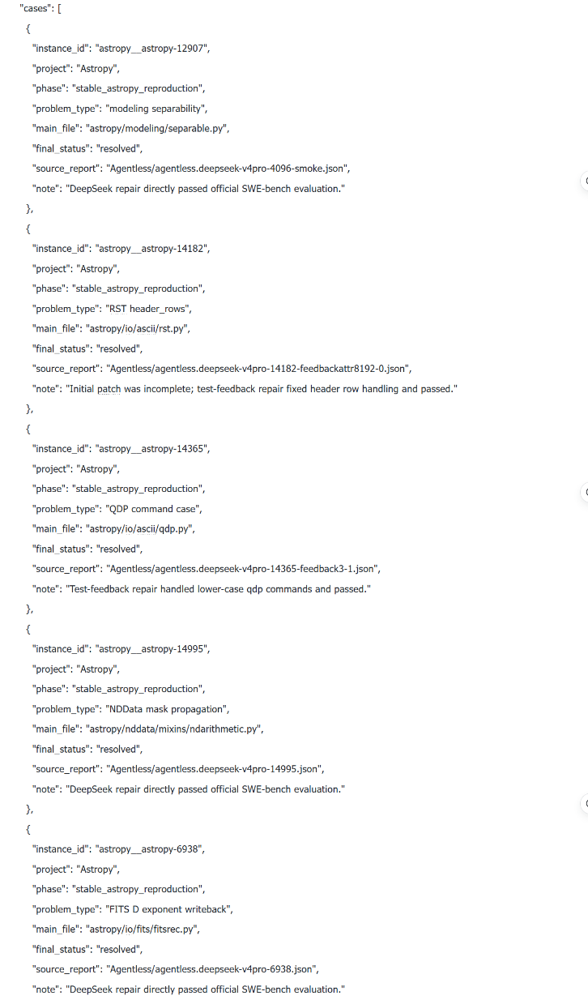 "cases": [
{
"instance_id": "astropy__astropy-12907",
"project": "Astropy",
"phase": "stable_astropy_reproduction",
"problem_type": "modeling separability",
"main_file": "astropy/modeling/separable.py",
"final_status": "resolved",
"source_report": "Agentless/agentless.deepseek-v4pro-4096-smoke.json",
"note": "DeepSeek repair directly passed official SWE-bench evaluation."
},
{
"instance_id": "astropy__astropy-14182",
"project": "Astropy",
"phase": "stable_astropy_reproduction",
"problem_type": "RST header_rows",
"main_file": "astropy/io/ascii/rst.py",
"final_status": "resolved",
"source_report": "Agentless/agentless.deepseek-v4pro-14182-feedbackattr8192-0.json",
"note": "Initial patch was incomplete; test-feedback repair fixed header row handling and passed."
},
{
"instance_id": "astropy__astropy-14365",
"project": "Astropy",
"phase": "stable_astropy_reproduction",
"problem_type": "QDP command case",
"main_file": "astropy/io/ascii/qdp.py",
"final_status": "resolved",
"source_report": "Agentless/agentless.deepseek-v4pro-14365-feedback3-1.json",
"note": "Test-feedback repair handled lower-case qdp commands and passed."
},
{
"instance_id": "astropy__astropy-14995",
"project": "Astropy",
"phase": "stable_astropy_reproduction",
"problem_type": "NDData mask propagation",
"main_file": "astropy/nddata/mixins/ndarithmetic.py",
"final_status": "resolved",
"source_report": "Agentless/agentless.deepseek-v4pro-14995.json",
"note": "DeepSeek repair directly passed official SWE-bench evaluation."
},
{
"instance_id": "astropy__astropy-6938",
"project": "Astropy",
"phase": "stable_astropy_reproduction",
"problem_type": "FITS D exponent writeback",
"main_file": "astropy/io/fits/fitsrec.py",
"final_status": "resolved",
"source_report": "Agentless/agentless.deepseek-v4pro-6938.json",
"note": "DeepSeek repair directly passed official SWE-bench evaluation."